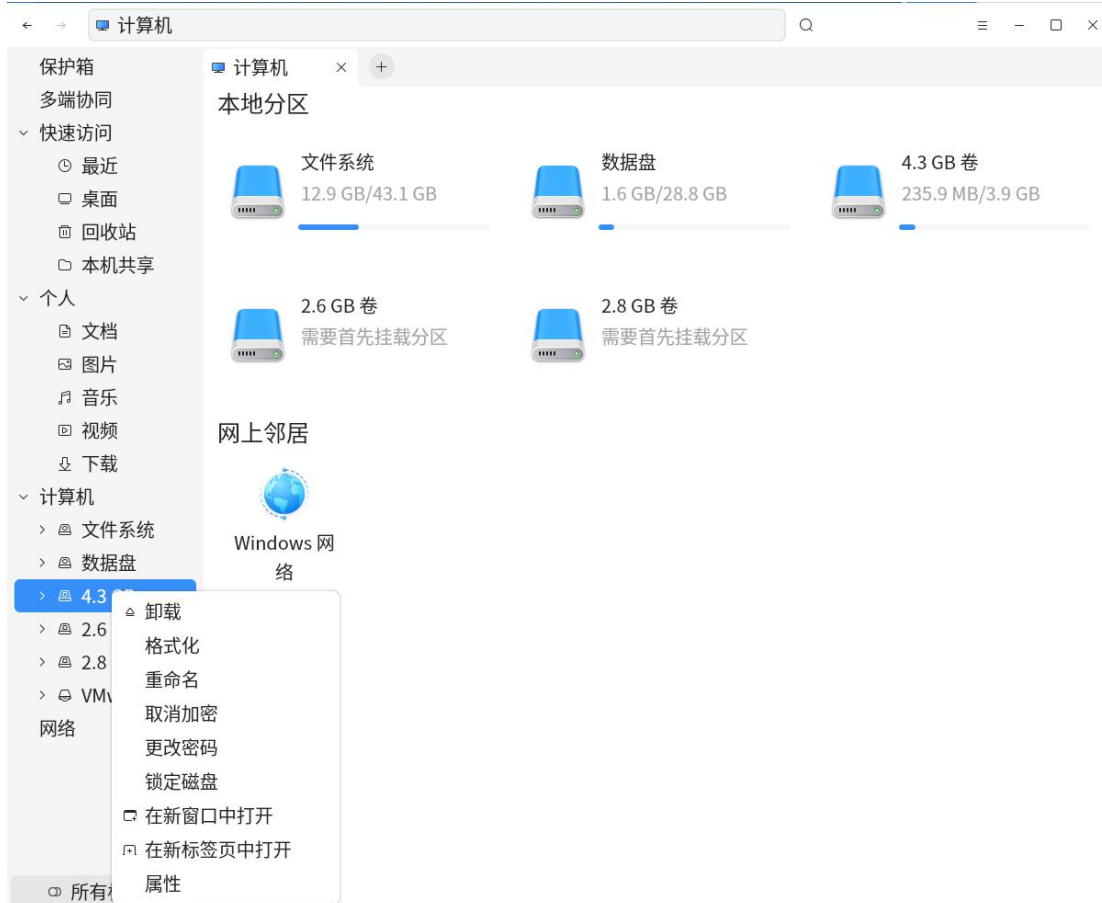 计算机
保护箱
多端协同
快速访问
最近
桌面
回收站
本机共享
个人
文档
图片
音乐
视频
下载
计算机
文件系统
数据盘
4.3
2.6
2.8
网络
所有
计算机
本地分区
文件系统
12.9 GB/43.1 GB
数据盘
1.6 GB/28.8 GB
4.3 GB 卷
235.9 MB/3.9 GB
2.6 GB 卷
需要首先挂载分区
2.8 GB 卷
需要首先挂载分区
网上邻居
Windows 网
络
卸载
格式化
重命名
取消加密
更改密码
锁定磁盘
在新窗口中打开
在新标签页中打开
属性